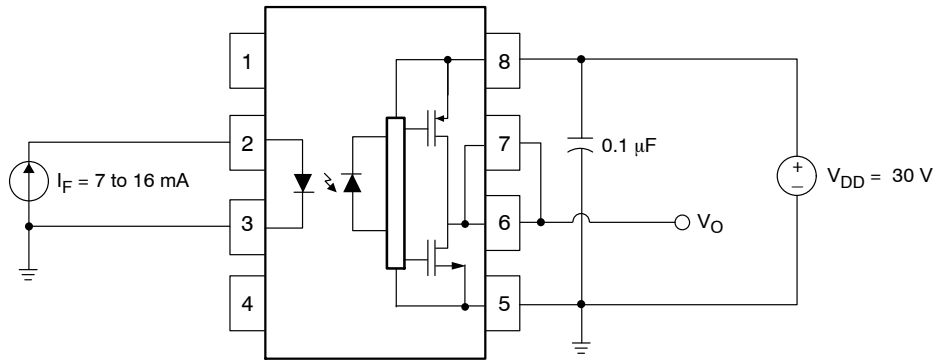 1
8
2
7
0.1 μF
I_F = 7 to 16 mA
+
–
V_DD = 30 V
3
6
V_O
4
5